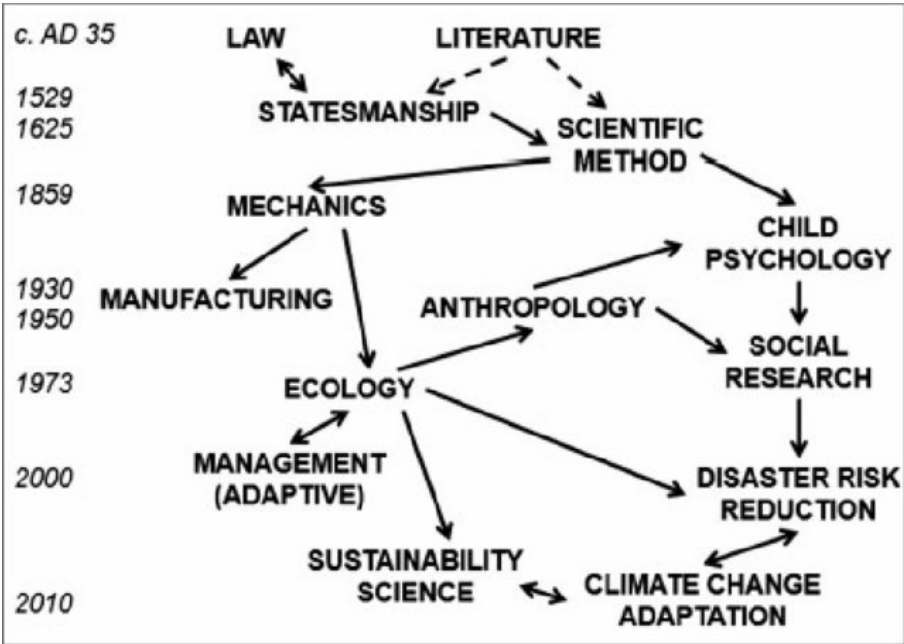 c. AD 35
LAW
LITERATURE
1529
STATESMANSHIP
1625
SCIENTIFIC
METHOD
1859
MECHANICS
CHILD
PSYCHOLOGY
1930
MANUFACTURING
ANTHROPOLOGY
1950
SOCIAL
RESEARCH
1973
ECOLOGY
MANAGEMENT
(ADAPTIVE)
2000
DISASTER RISK
REDUCTION
SUSTAINABILITY
SCIENCE
CLIMATE CHANGE
ADAPTATION
2010